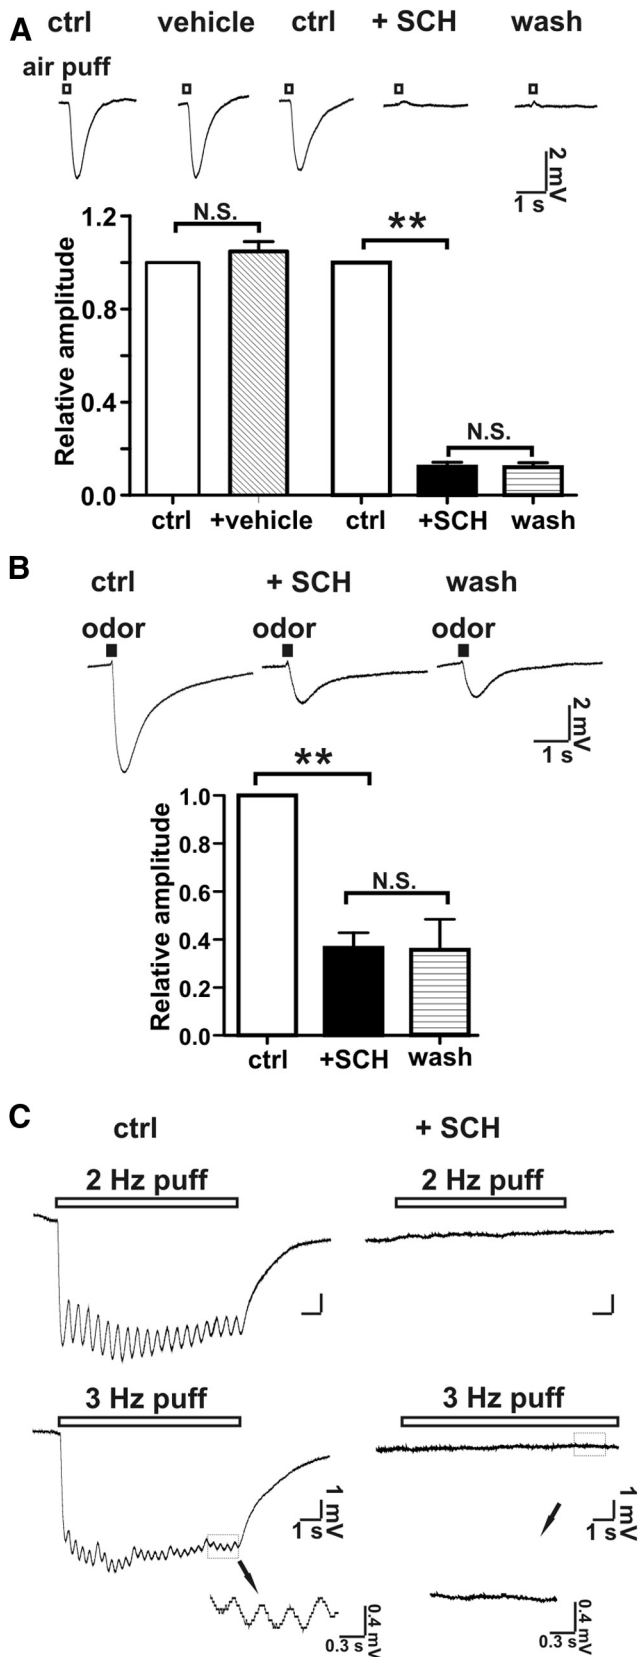 A
ctrl vehicle ctrl + SCH wash
air puff
2 mV
1 s
N.S. **
1.2
0.8
0.4
0.0
Relative amplitude
N.S.
ctrl +vehicle ctrl +SCH wash
B
ctrl + SCH wash
odor odor odor
2 mV
1 s
**
1.0
0.8
0.6
0.4
0.2
0.0
Relative amplitude
N.S.
ctrl +SCH wash
C
ctrl + SCH
2 Hz puff 2 Hz puff
3 Hz puff 3 Hz puff
1 mV 1 mV
1 s 1 s
0.4 mV 0.4 mV
0.3 s 0.3 s